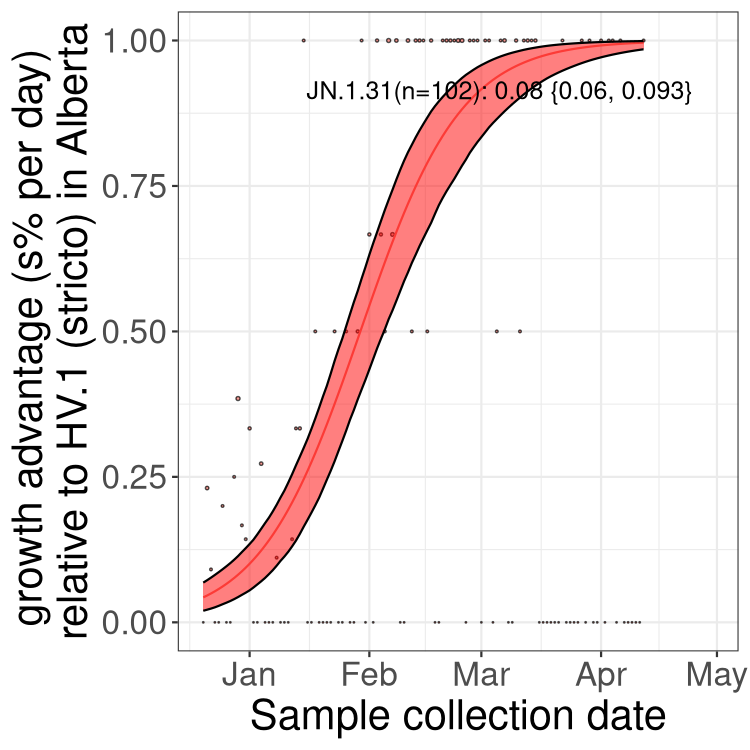 growth advantage (s% per day)
relative to HV.1 (stricto) in Alberta
1.00
0.75
0.50
0.25
0.00
JN.1.31(n=102): 0.08 {0.06, 0.093}
Jan Feb Mar Apr May
Sample collection date